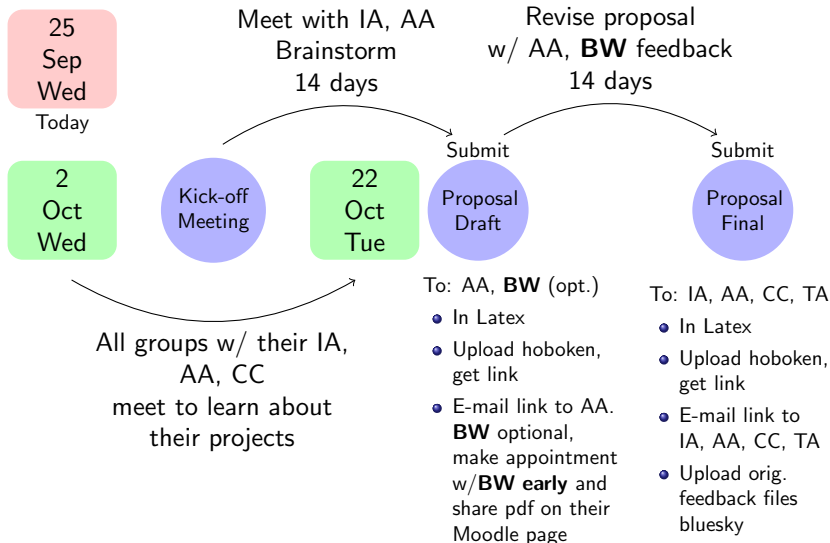 25
Sep
Wed
Today
Meet with IA, AA
Brainstorm
14 days
Revise proposal
w/ AA, BW feedback
14 days
2
Oct
Wed
Kick-off
Meeting
22
Oct
Tue
Submit
Proposal
Draft
Submit
Proposal
Final
All groups w/ their IA,
AA, CC
meet to learn about
their projects
To: AA, BW (opt.)
In Latex
Upload hoboken,
get link
E-mail link to AA.
BW optional,
make appointment
w/BW early and
share pdf on their
Moodle page
To: IA, AA, CC, TA
In Latex
Upload hoboken,
get link
E-mail link to
IA, AA, CC, TA
Upload orig.
feedback files
bluesky